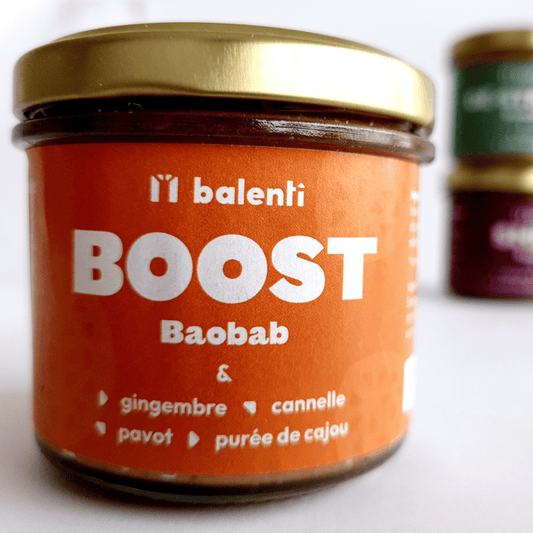 balenti
BOOST
Baobab
&
gingembre cannelle
pavot purée de cajou